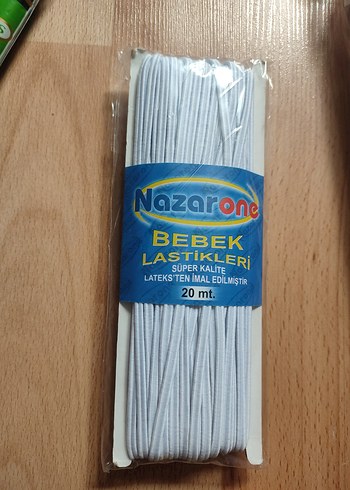 Nazarone
BEBEK
LASTİKLERİ
SÜPER KALİTE
LATEKS'TEN İMAL EDİLMİŞTİR
20 mt.